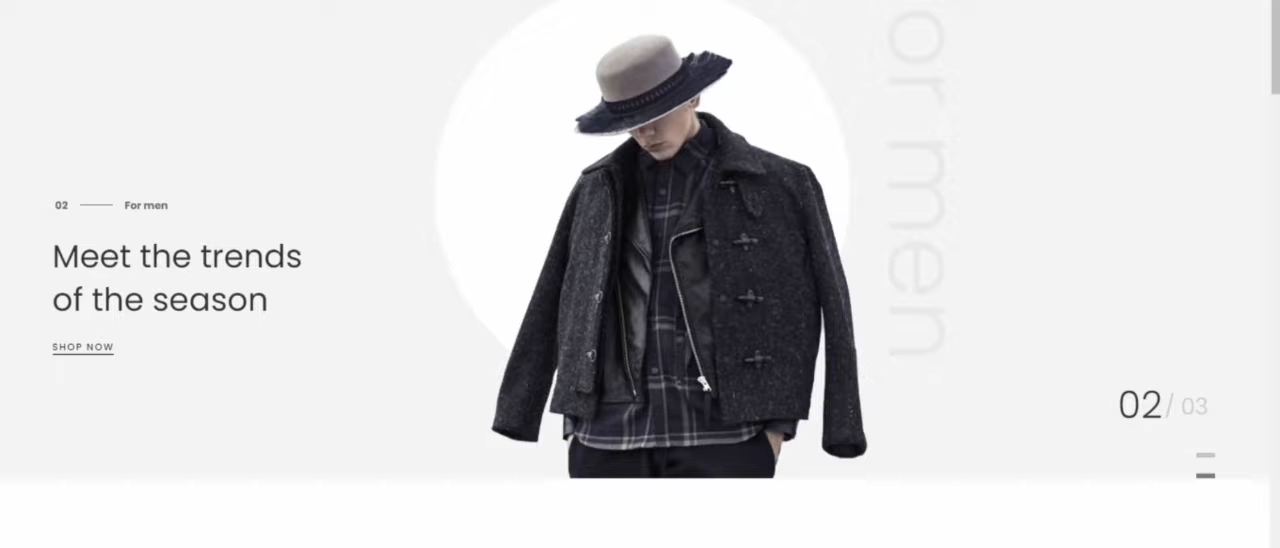 02 For men
Meet the trends
of the season
SHOP NOW
or men
02 / 03